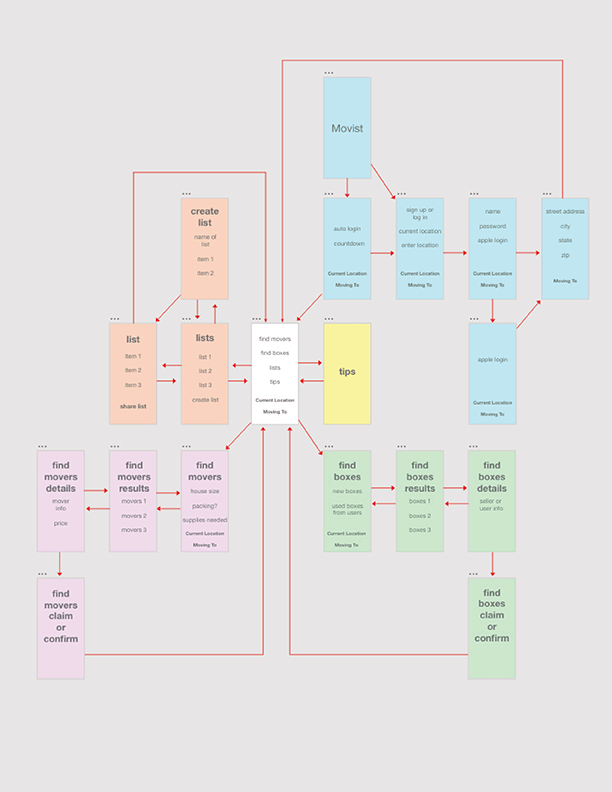 Movist
create
list
name of
list
item 1
item 2
auto login
countdown
Current Location
Moving To
sign up or
log in
current location
enter location
Current Location
Moving To
name
password
apple login
Current Location
Moving To
street address
city
state
zip
Moving To
list
item 1
item 2
item 3
share list
lists
list 1
list 2
list 3
create list
find movers
find boxes
lists
tips
Current Location
Moving To
tips
apple login
Current Location
Moving To
find
movers
details
mover
info
price
find
movers
results
movers 1
movers 2
movers 3
find
movers
house size
packing?
supplies needed
Current Location
Moving To
find
boxes
new boxes
used boxes
from users
Current Location
Moving To
find
boxes
results
boxes 1
boxes 2
boxes 3
find
boxes
details
seller or
user info
find
movers
claim
or
confirm
find
boxes
claim
or
confirm